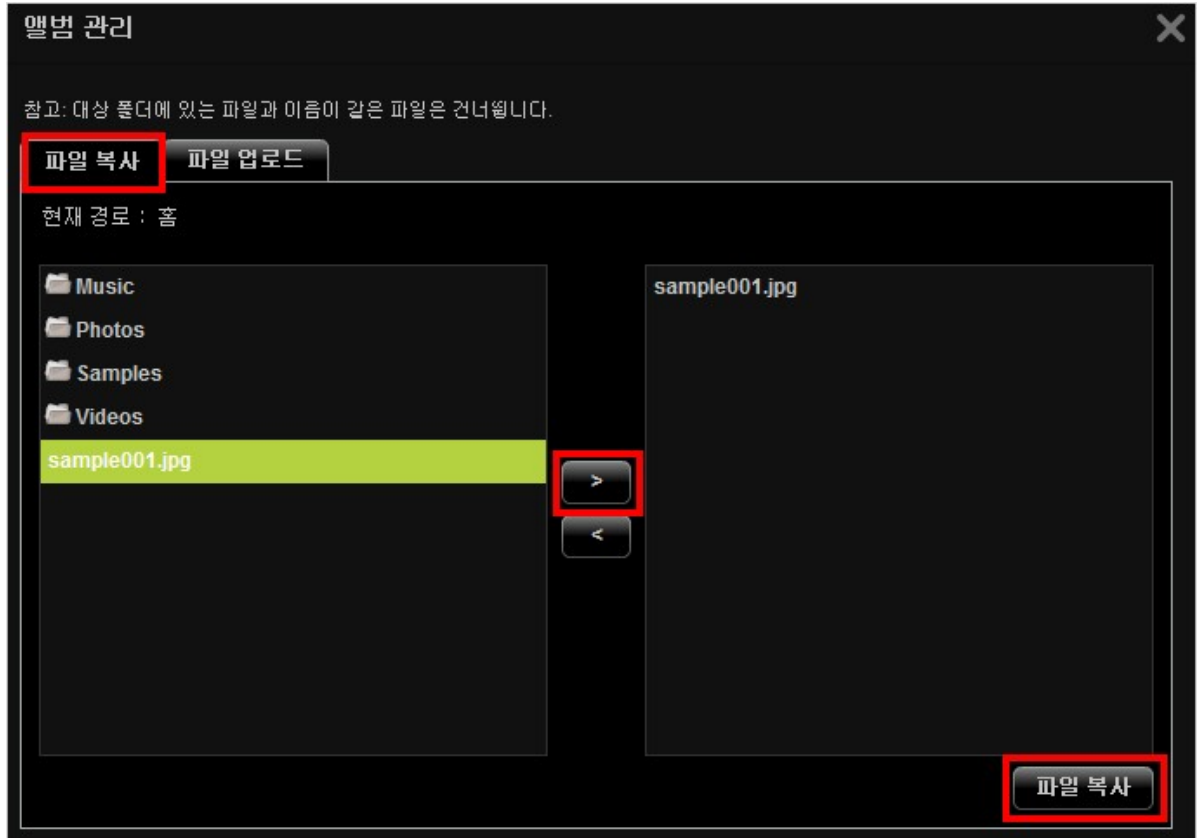 앨범 관리
참고: 대상 폴더에 있는 파일과 이름이 같은 파일은 건너뜁니다.
파일 복사
파일 업로드
현재 경로 : 홈
Music
Photos
Samples
Videos
sample001.jpg
>
<
sample001.jpg
파일 복사